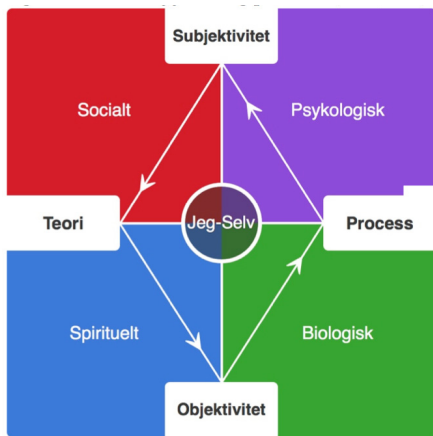 Subjektivitet
Socialt
Psykologisk
Teori
Jeg-Selv
Process
Spirituelt
Biologisk
Objektivitet